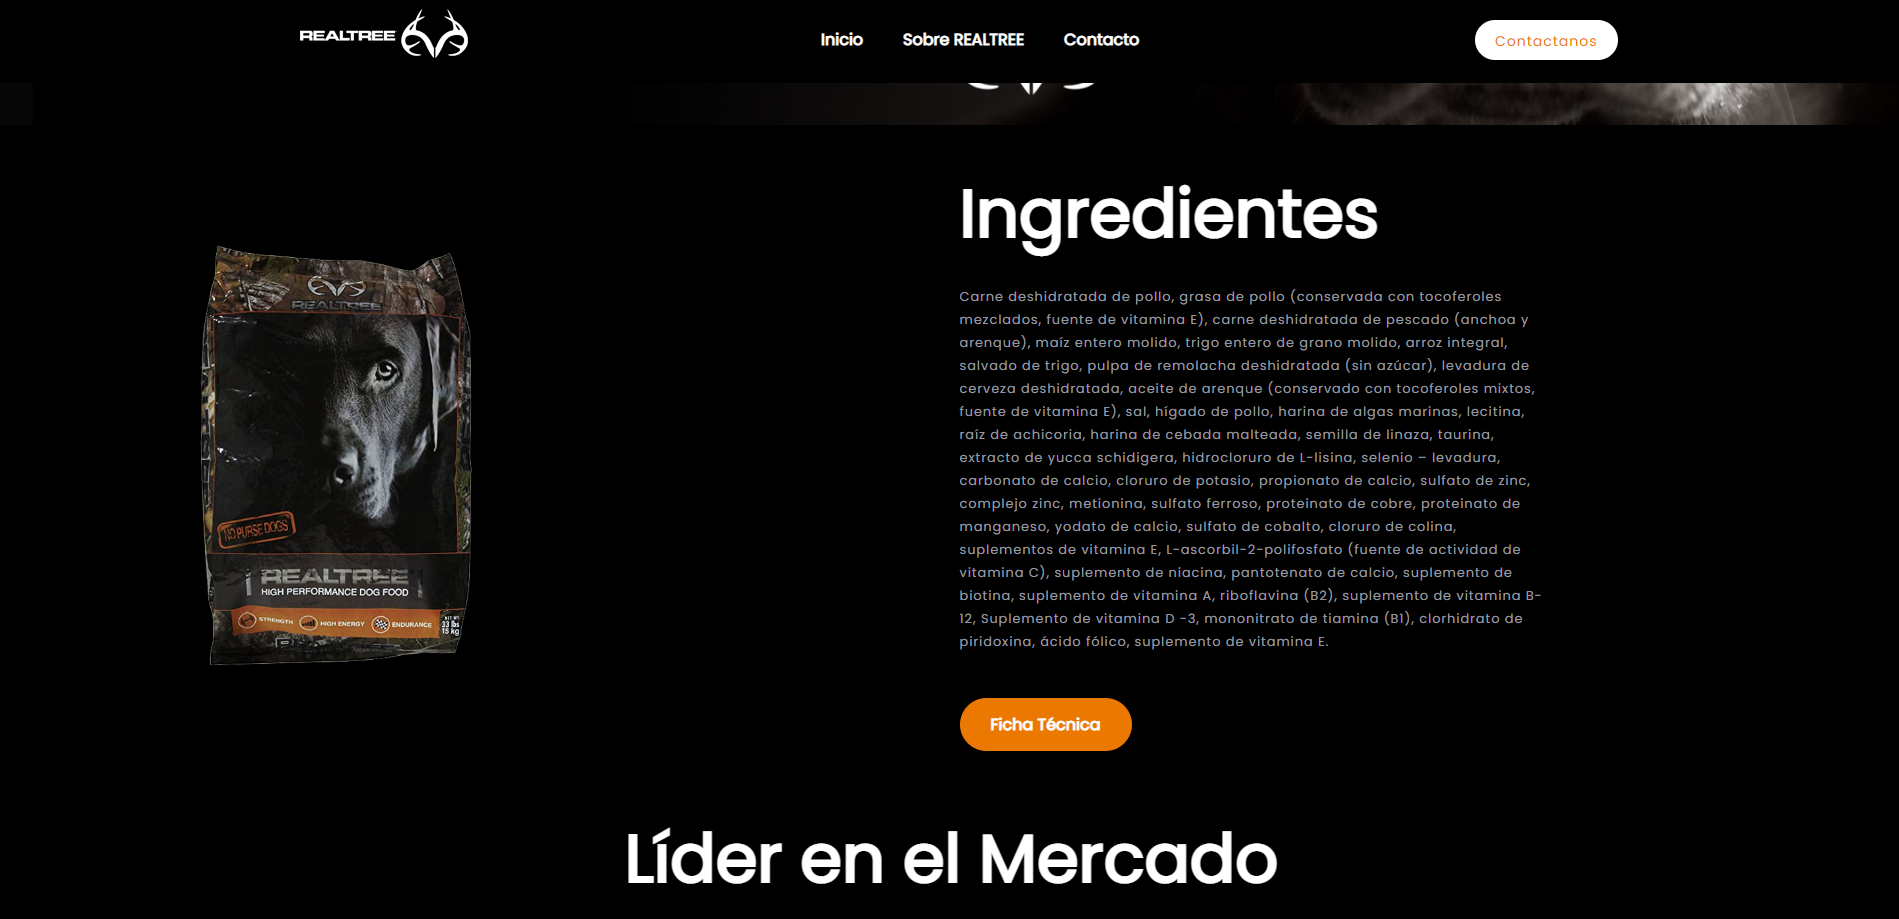 REALTREE
Inicio
Sobre REALTREE
Contacto
Contactanos
Ingredientes
Carne deshidratada de pollo, grasa de pollo (conservada con tocoferoles
mezclados, fuente de vitamina E), carne deshidratada de pescado (anchoa y
arenque), maíz entero molido, trigo entero de grano molido, arroz integral,
salvado de trigo, pulpa de remolacha deshidratada (sin azúcar), levadura de
cerveza deshidratada, aceite de arenque (conservado con tocoferoles mixtos,
fuente de vitamina E), sal, hígado de pollo, harina de algas marinas, lecitina,
raíz de achicoria, harina de cebada malteada, semilla de linaza, taurina,
extracto de yucca schidigera, hidrocloruro de L-lisina, selenio – levadura,
carbonato de calcio, cloruro de potasio, propionato de calcio, sulfato de zinc,
complejo zinc, metionina, sulfato ferroso, proteinato de cobre, proteinato de
manganeso, yodato de calcio, sulfato de cobalto, cloruro de colina,
suplementos de vitamina E, L-ascorbil-2-polifosfato (fuente de actividad de
vitamina C), suplemento de niacina, pantotenato de calcio, suplemento de
biotina, suplemento de vitamina A, riboflavina (B2), suplemento de vitamina B-
12, Suplemento de vitamina D -3, mononitrato de tiamina (B1), clorhidrato de
piridoxina, ácido fólico, suplemento de vitamina E.
Ficha Técnica
REALTREE
NO PURSE DOGS
REALTREE
HIGH PERFORMANCE DOG FOOD
STRENGTH
HIGH ENERGY
ENDURANCE
NET WT
33 lbs
15 kg
Líder en el Mercado